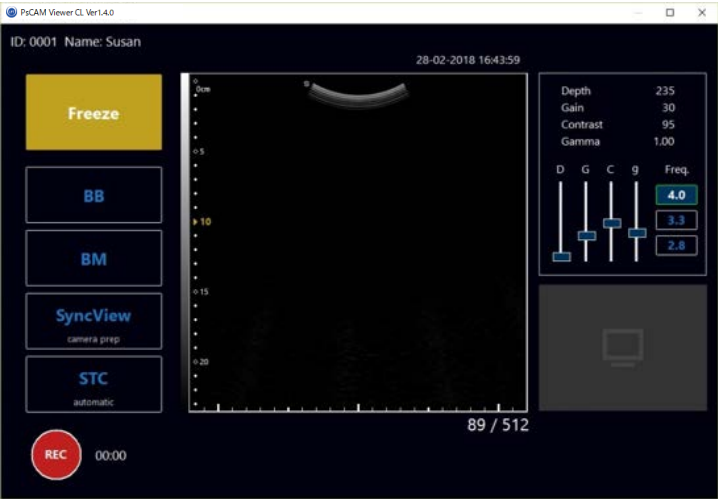 PsCAM Viewer CL Ver1.4.0
ID: 0001 Name: Susan
28-02-2018 16:43:59
Freeze
BB
BM
SyncView
camera prep
STC
automatic
REC 00:00
0cm
S
5
10
15
20
89 / 512
Depth 235
Gain 30
Contrast 95
Gamma 1.00
D G C g Freq.
4.0
3.3
2.8